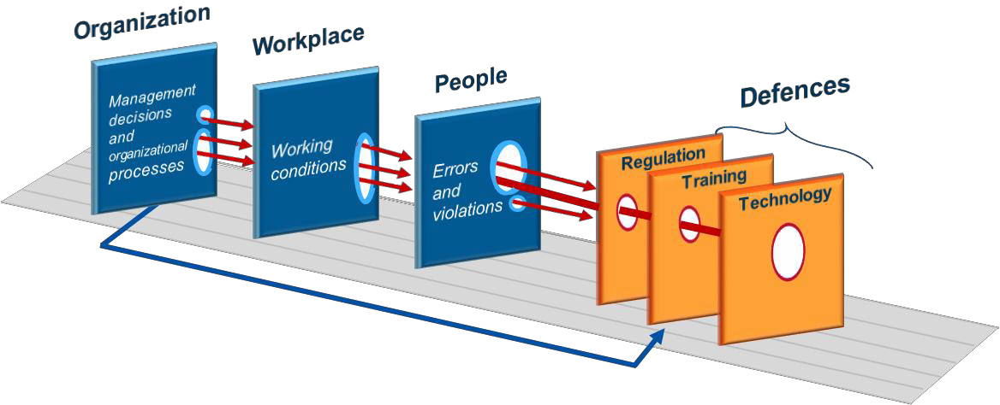 Organization
Management
decisions
and
organizational
processes
Workplace
Working
conditions
People
Errors
and
violations
Defences
Regulation
Training
Technology